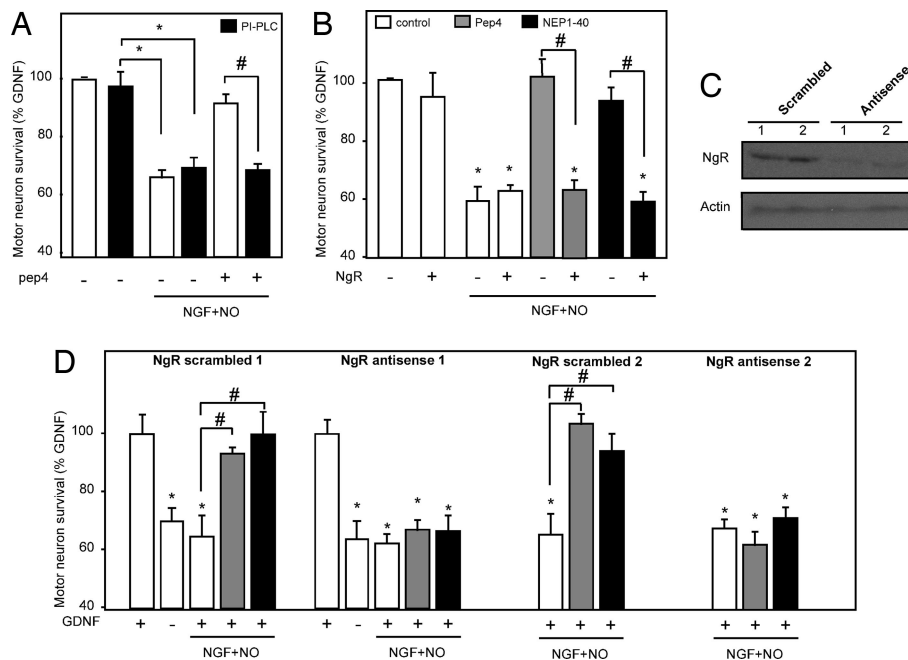 A
PI-PLC
*
*
#
Motor neuron survival (% GDNF)
100
80
60
40
pep4
- - - - + +
NGF+NO
B
control Pep4 NEP1-40
#
#
* * * *
Motor neuron survival (% GDNF)
100
80
60
40
NgR
- + - + - + - +
NGF+NO
C
Scrambled Antisense
1 2 1 2
NgR
Actin
D
NgR scrambled 1 NgR antisense 1 NgR scrambled 2 NgR antisense 2
#
#
#
#
* * * * * * * * * *
Motor neuron survival (% GDNF)
100
80
60
40
GDNF
+ - + + + + - + + + + + + + + +
NGF+NO NGF+NO NGF+NO NGF+NO